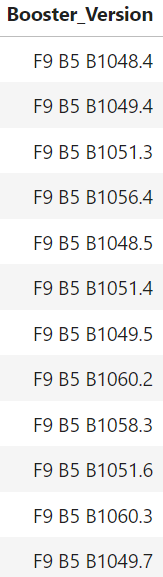 Booster_Version
F9 B5 B1048.4
F9 B5 B1049.4
F9 B5 B1051.3
F9 B5 B1056.4
F9 B5 B1048.5
F9 B5 B1051.4
F9 B5 B1049.5
F9 B5 B1060.2
F9 B5 B1058.3
F9 B5 B1051.6
F9 B5 B1060.3
F9 B5 B1049.7